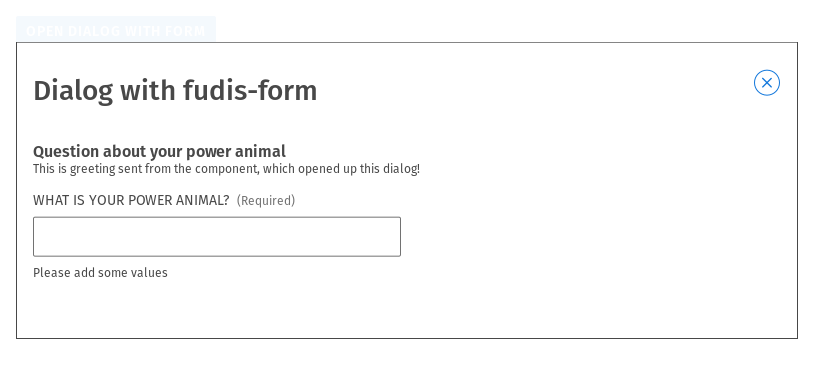 OPEN DIALOG WITH FORM
Dialog with fudis-form
Question about your power animal
This is greeting sent from the component, which opened up this dialog!
WHAT IS YOUR POWER ANIMAL? (Required)
Please add some values